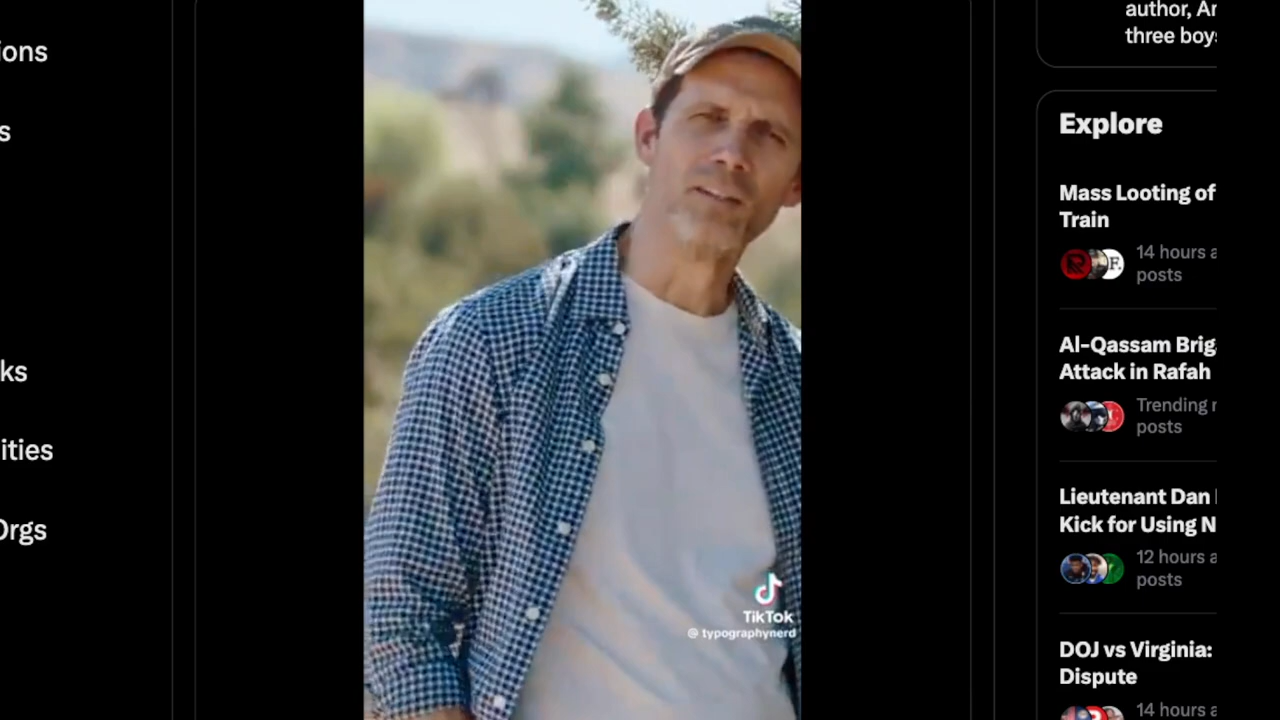 ions
s
ks
ities
Orgs
TikTok
@ typographynerd
author, Ar
three boys
Explore
Mass Looting of
Train
14 hours a
posts
Al-Qassam Brig
Attack in Rafah
Trending
posts
Lieutenant Dan
Kick for Using N
12 hours a
posts
DOJ vs Virginia:
Dispute
14 hours a